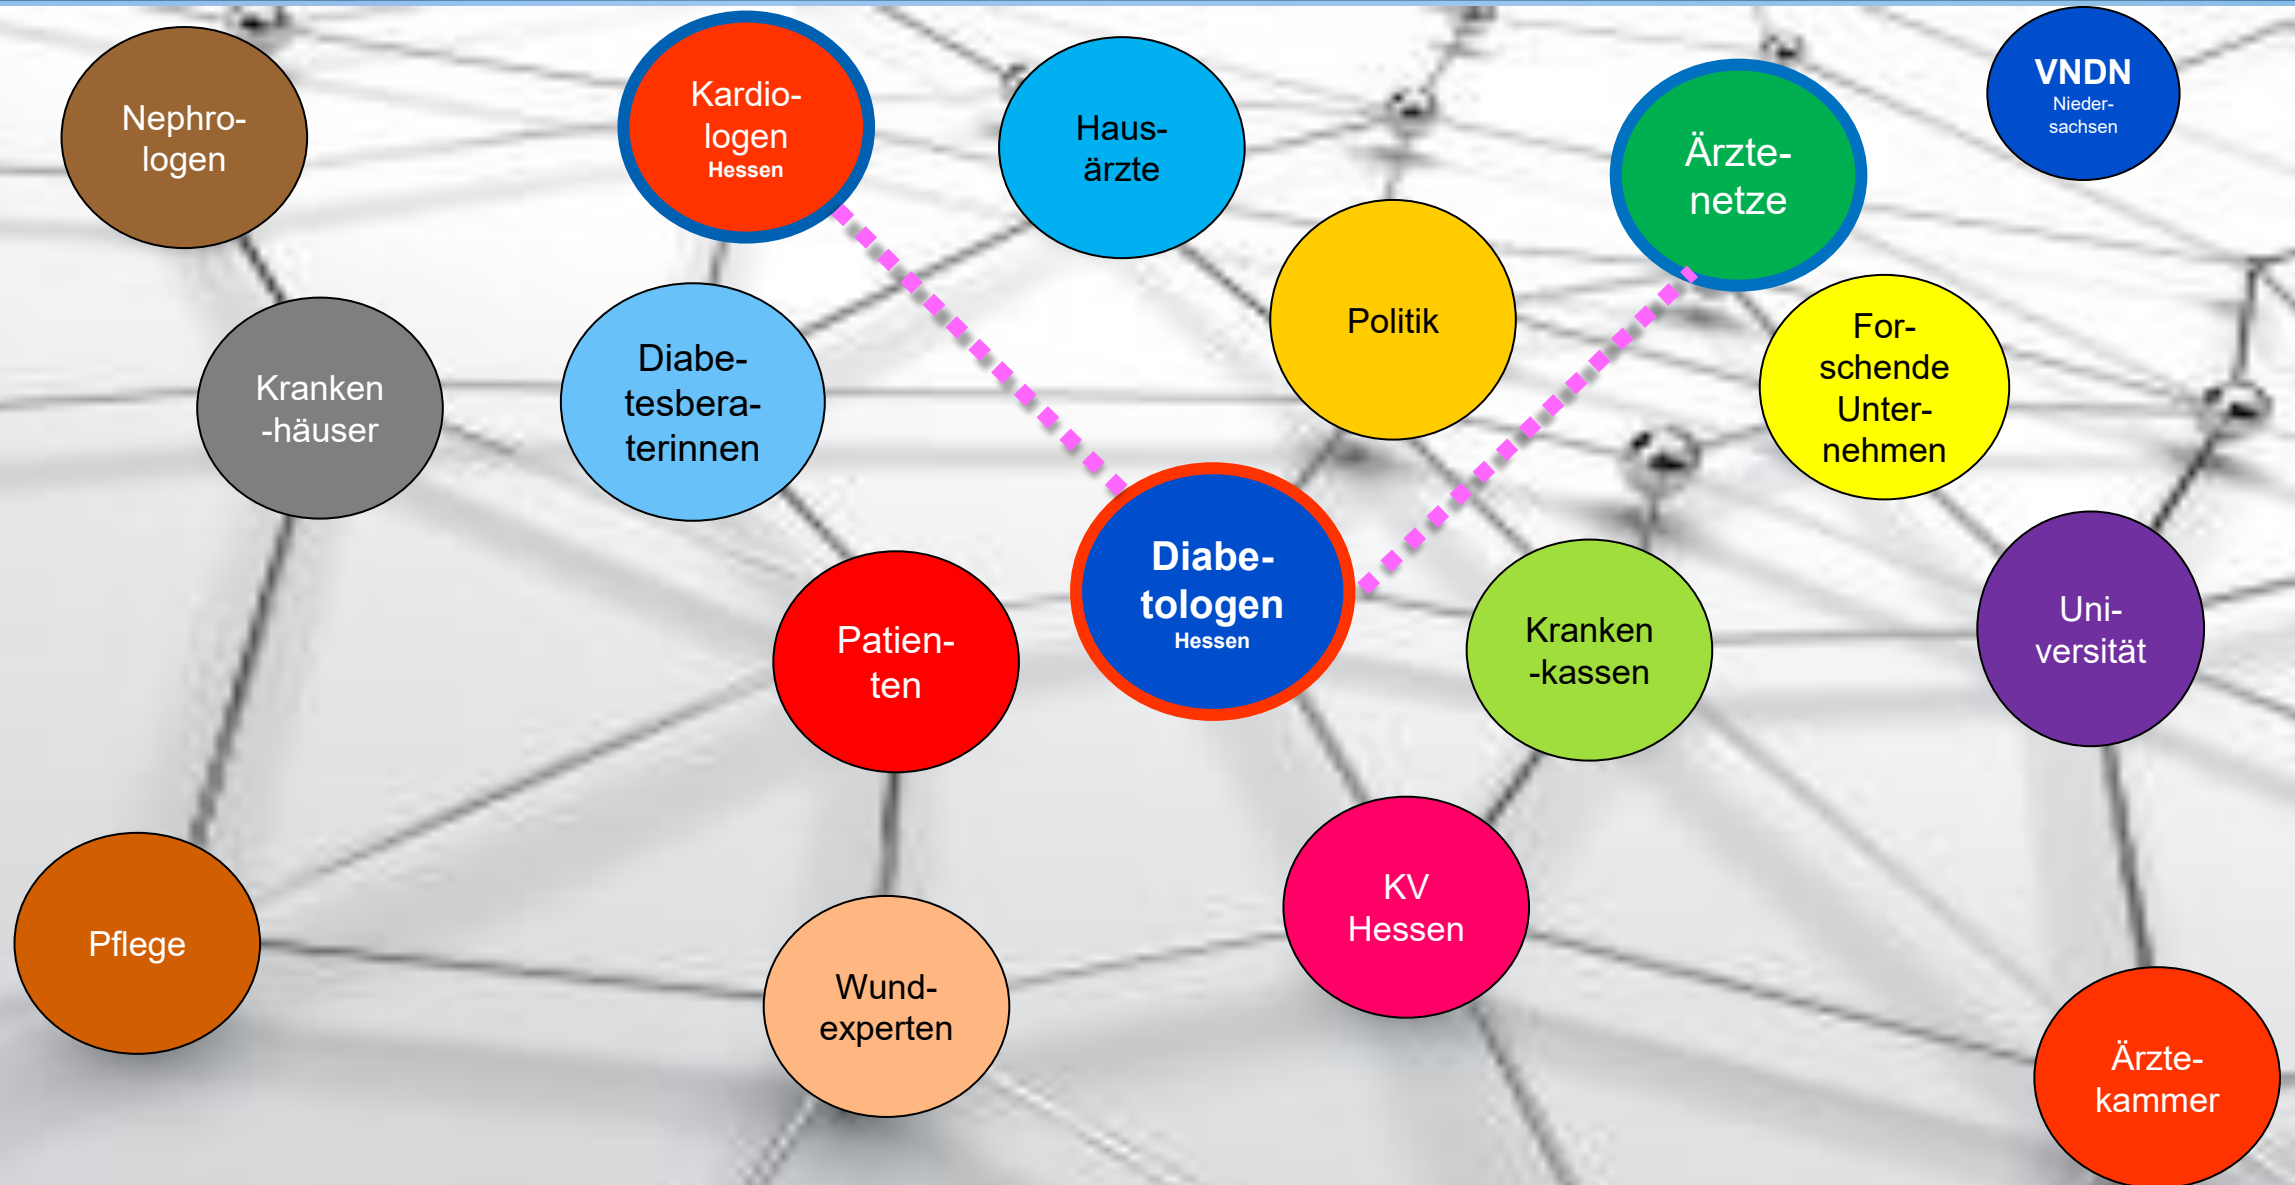 Nephro-
logen
Kardio-
logen
Hessen
Haus-
ärzte
Ärzte-
netze
VNDN
Nieder-
sachsen
Kranken
-häuser
Diabe-
tesbera-
terinnen
Politik
For-
schende
Unter-
nehmen
Patien-
ten
Diabe-
tologen
Hessen
Kranken
-kassen
Uni-
versität
Pflege
Wund-
experten
KV
Hessen
Ärzte-
kammer